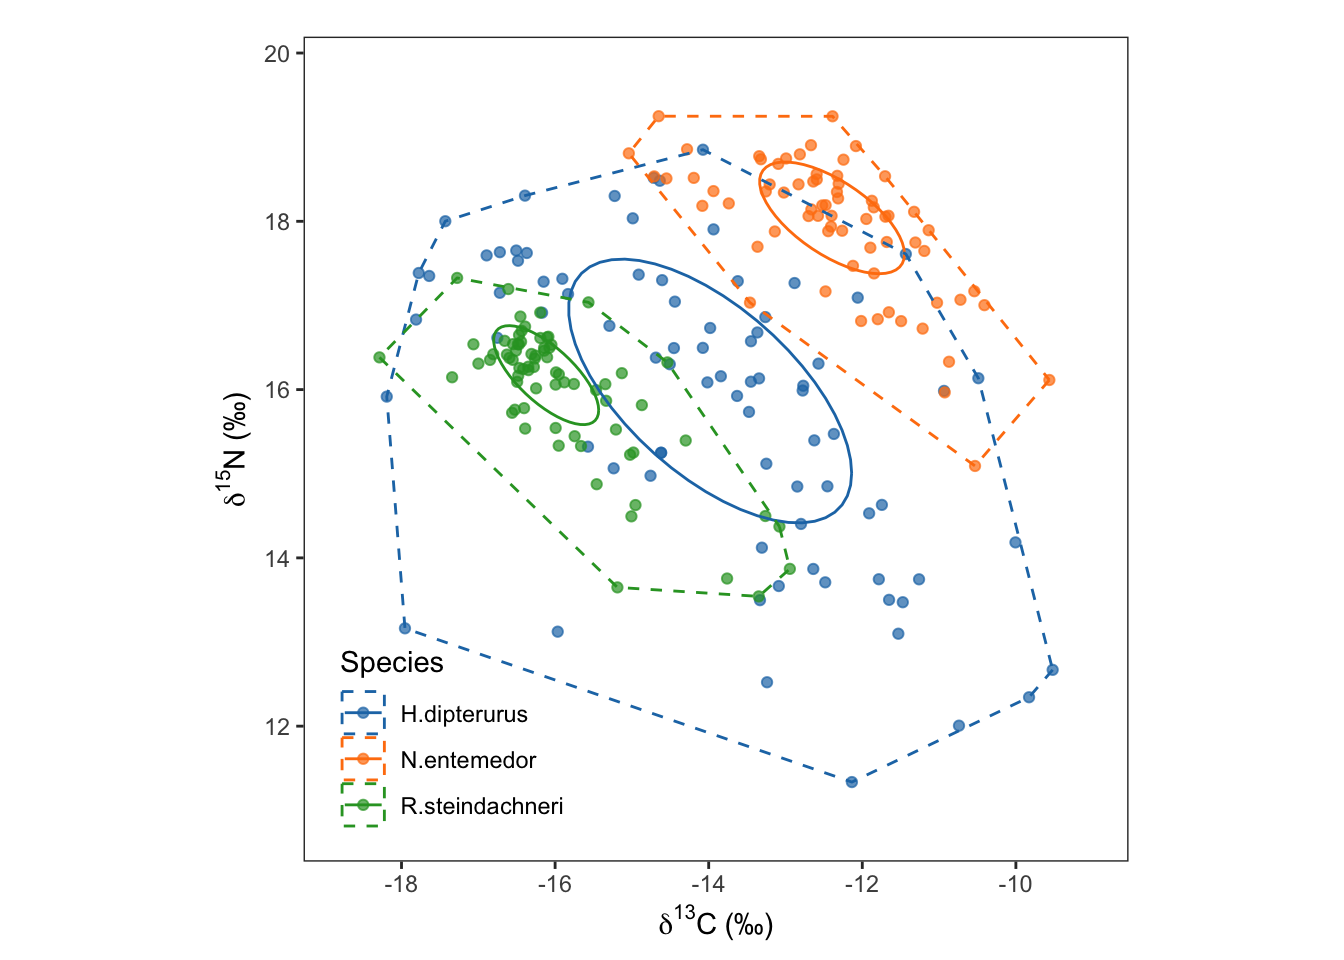 20
18
16
14
12
δ15N (‰)
Species
H.dipterurus
N.entemedor
R.steindachneri
-18 -16 -14 -12 -10
δ13C (‰)